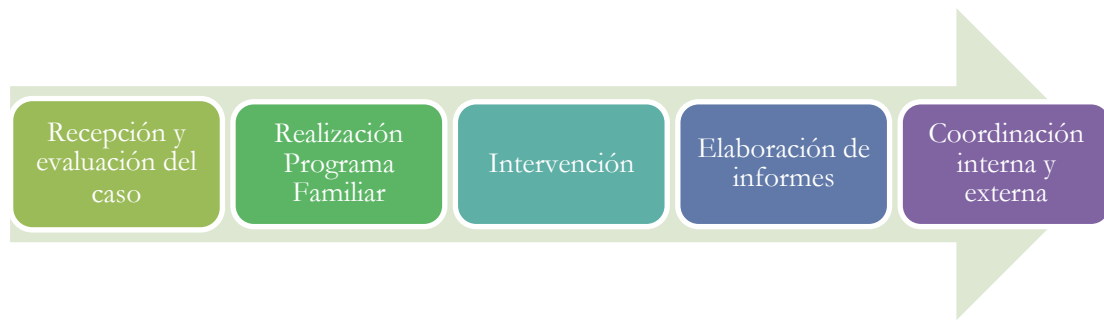 Recepción y
evaluación del
caso
Realización
Programa
Familiar
Intervención
Elaboración de
informes
Coordinación
interna y
externa